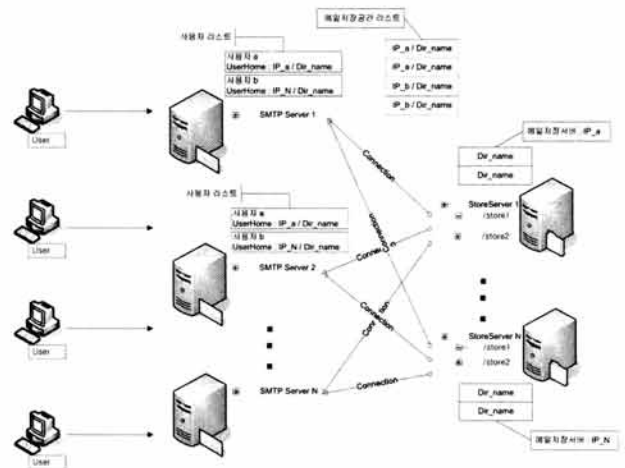 메일저장공간 리스트
사용자 리스트
사용자 a
UserHome : IP_a / Dir_name
사용자 b
UserHome : IP_N / Dir_name
IP_a / Dir_name
IP_a / Dir_name
IP_b / Dir_name
IP_b / Dir_name
User
SMTP Server 1
Connection
메일저장서버 : IP_a
Dir_name
Dir_name
사용자 리스트
사용자 a
UserHome : IP_a / Dir_name
사용자 b
UserHome : IP_N / Dir_name
StoreServer 1
/store1
/store2
User
SMTP Server 2
Connection
Connection
StoreServer N
/store1
/store2
User
SMTP Server N
Connection
Dir_name
Dir_name
메일저장서버 : IP_N
User